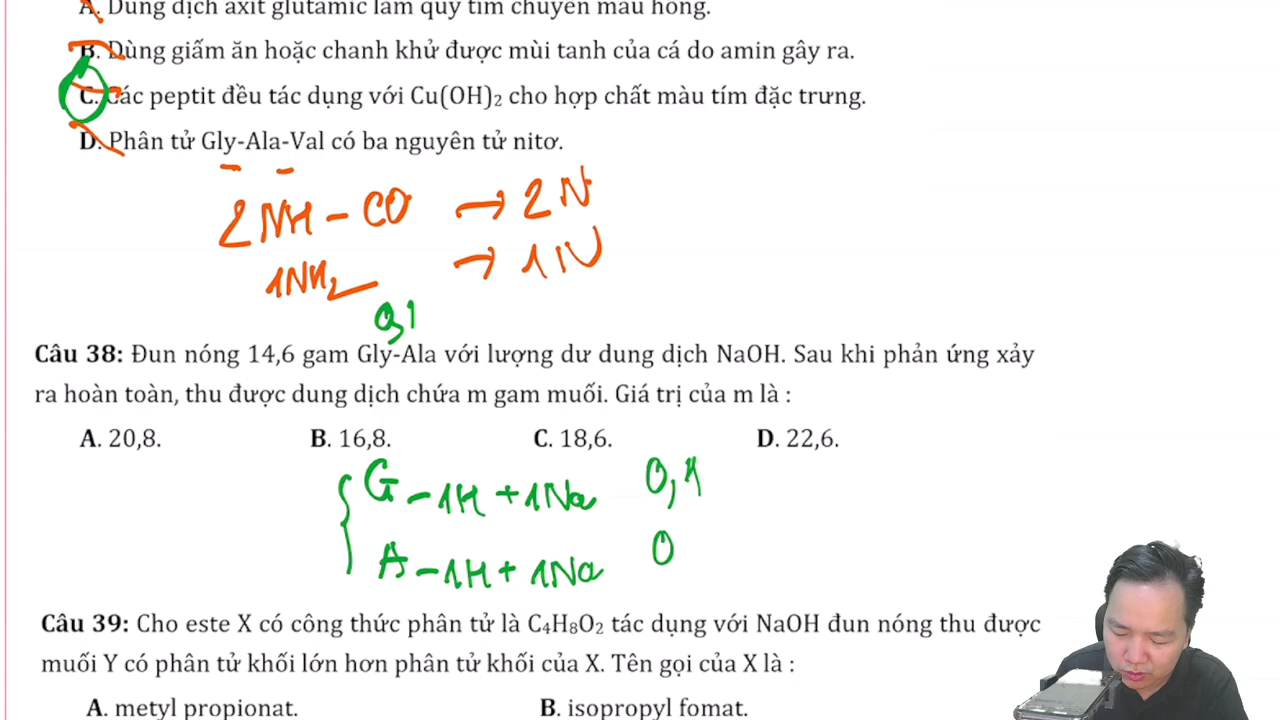 A. Dung dịch axit glutamic làm quỳ tím chuyển màu hồng.
B. Dùng giấm ăn hoặc chanh khử được mùi tanh của cá do amin gây ra.
C. Các peptit đều tác dụng với Cu(OH)₂ cho hợp chất màu tím đặc trưng.
D. Phân tử Gly-Ala-Val có ba nguyên tử nitơ.
2NH – CO → 2N
1NH₂ → 1N
0,1
Câu 38: Đun nóng 14,6 gam Gly-Ala với lượng dư dung dịch NaOH. Sau khi phản ứng xảy
ra hoàn toàn, thu được dung dịch chứa m gam muối. Giá trị của m là :
A. 20,8. B. 16,8. C. 18,6. D. 22,6.
G – 1H + 1Na 0,1
A – 1H + 1Na 0
Câu 39: Cho este X có công thức phân tử là C₄H₈O₂ tác dụng với NaOH đun nóng thu được
muối Y có phân tử khối lớn hơn phân tử khối của X. Tên gọi của X là :
A. metyl propionat. B. isopropyl fomat.